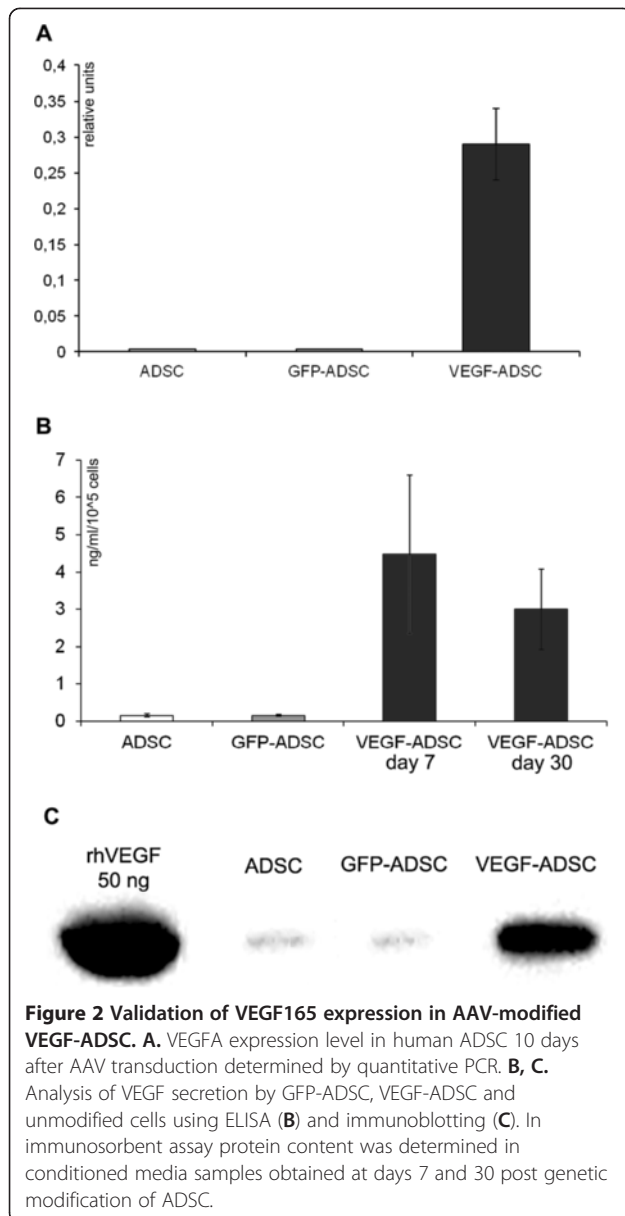 A
0,4
0,35
0,3
0,25
0,2
0,15
0,1
0,05
0
relative units
ADSC GFP-ADSC VEGF-ADSC
B
7
6
5
4
3
2
1
0
ng/ml/10^5 cells
ADSC GFP-ADSC VEGF-ADSC VEGF-ADSC
day 7 day 30
C
rhVEGF ADSC GFP-ADSC VEGF-ADSC
50 ng
Figure 2 Validation of VEGF165 expression in AAV-modified
VEGF-ADSC. A. VEGFA expression level in human ADSC 10 days
after AAV transduction determined by quantitative PCR. B, C.
Analysis of VEGF secretion by GFP-ADSC, VEGF-ADSC and
unmodified cells using ELISA (B) and immunoblotting (C). In
immunosorbent assay protein content was determined in
conditioned media samples obtained at days 7 and 30 post genetic
modification of ADSC.